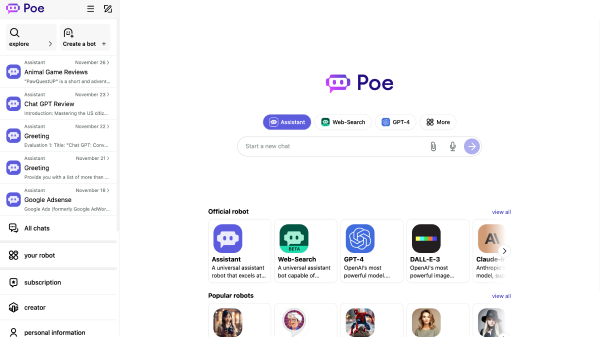 Poe
explore
Create a bot +
Assistant November 26
Animal Game Reviews
"PawQuestUP" is a short and advent...
Assistant November 23
Chat GPT Review
Introduction: Mastering the US citiz...
Assistant November 22
Greeting
Evaluation 1: Title: "Chat GPT: Conv...
Assistant November 21
Greeting
Provide you with a list of more than ...
Assistant November 18
Google Adsense
Google Ads (formerly Google AdWor...
All chats
your robot
subscription
creator
personal information
Poe
Assistant
Web-Search
GPT-4
More
Start a new chat
Official robot
view all
Assistant
A universal assistant
robot that excels at...
BETA
Web-Search
A universal assistant
bot capable of...
GPT-4
OpenAI's most
powerful model....
DALL-E-3
OpenAI's most
powerful image...
Claude-
Anthropic
model, su
Popular robots
view all